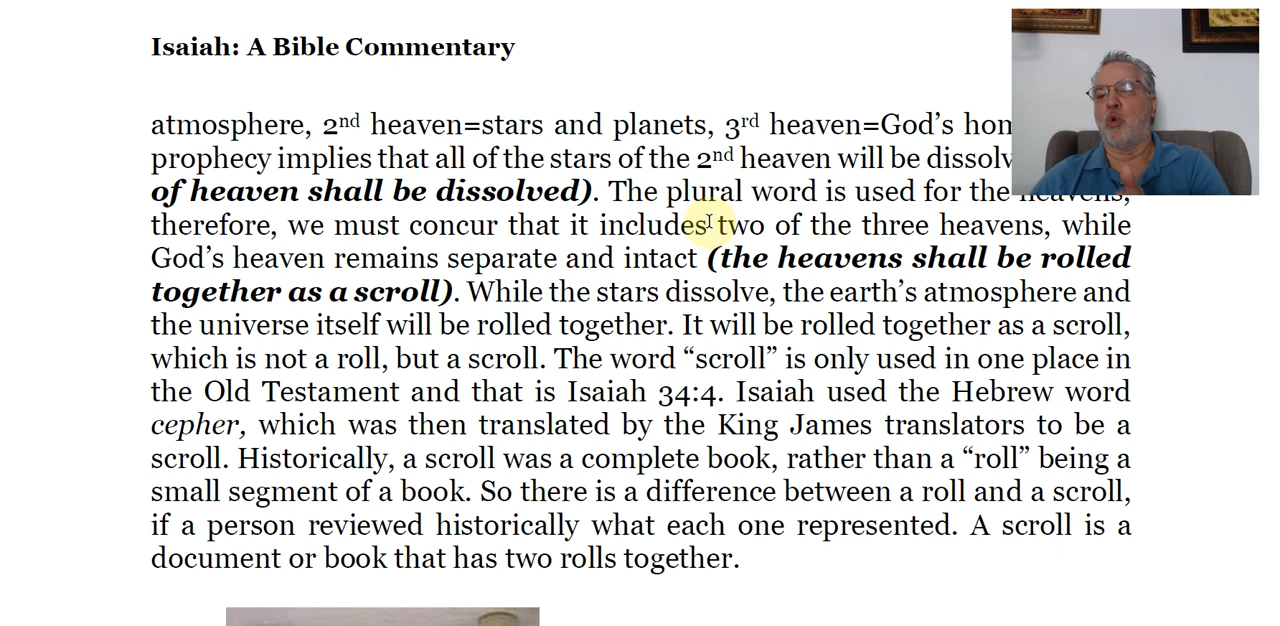 Isaiah: A Bible Commentary
atmosphere, 2nd heaven=stars and planets, 3rd heaven=God's
prophecy implies that all of the stars of the 2nd heaven will be
of heaven shall be dissolved). The plural word is used for the heavens,
therefore, we must concur that it includes two of the three heavens, while
God's heaven remains separate and intact (the heavens shall be rolled
together as a scroll). While the stars dissolve, the earth's atmosphere and
the universe itself will be rolled together. It will be rolled together as a scroll,
which is not a roll, but a scroll. The word “scroll” is only used in one place in
the Old Testament and that is Isaiah 34:4. Isaiah used the Hebrew word
cepher, which was then translated by the King James translators to be a
scroll. Historically, a scroll was a complete book, rather than a “roll” being a
small segment of a book. So there is a difference between a roll and a scroll,
if a person reviewed historically what each one represented. A scroll is a
document or book that has two rolls together.